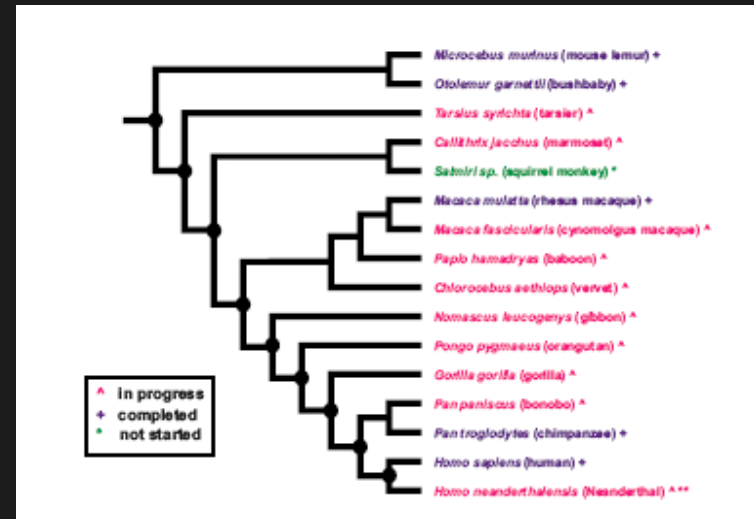 Microcebus murinus (mouse lemur) +
Otolemur garnettii (bushbaby) +
Tarsius syrichta (tarsier) ^
Callithrix jacchus (marmoset) ^
Saimiri sp. (squirrel monkey) *
Macaca mulatta (rhesus macaque) +
Macaca fascicularis (cynomolgus macaque) ^
Papio hamadryas (baboon) ^
Chlorocebus aethiops (vervet) ^
Nomascus leucogenys (gibbon) ^
Pongo pygmaeus (orangutan) ^
Gorilla gorilla (gorilla) ^
Pan paniscus (bonobo) ^
Pan troglodytes (chimpanzee) +
Homo sapiens (human) +
Homo neanderthalensis (Neanderthal) ^**
^ in progress
+ completed
* not started